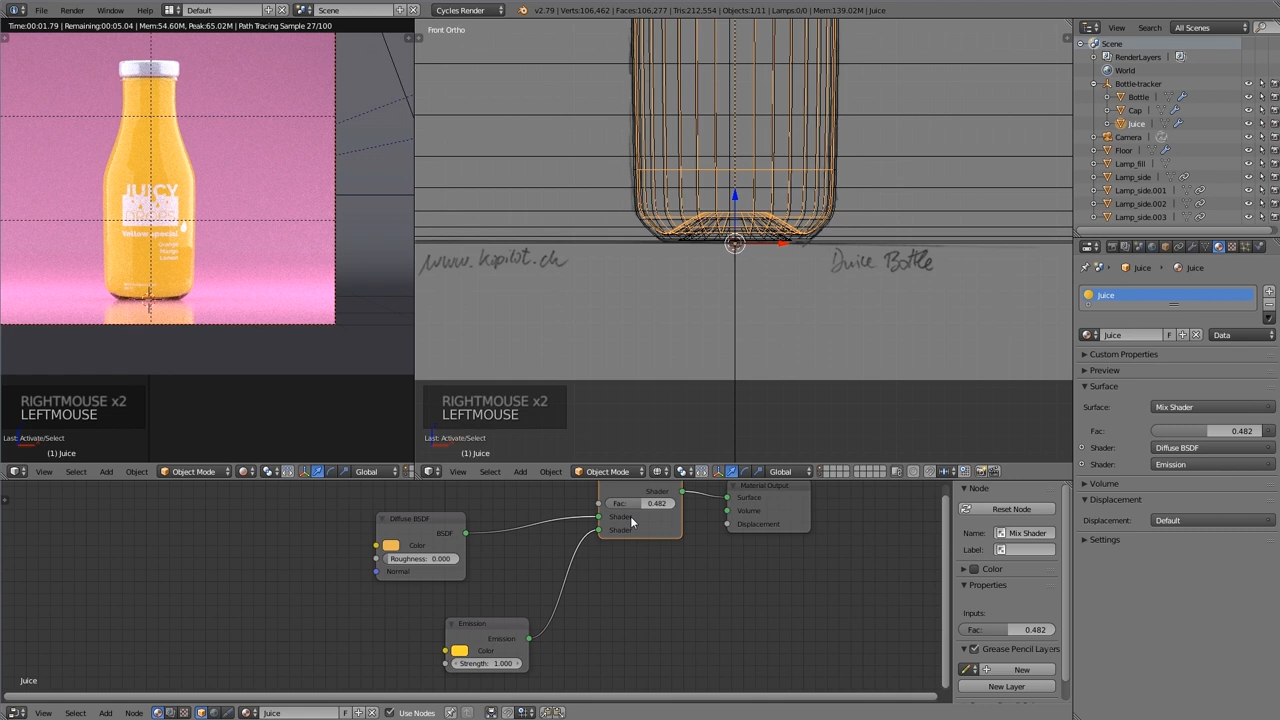 File Render Window Help Default Scene Cycles Render v2.79 | Verts:106,462 | Faces:106,277 | Tris:212,554 | Objects:1/11 | Lamps:0/0 | Mem:139.02M | Juice
Time:00:01.79 | Remaining:00:05.04 | Mem:54.60M, Peak:65.02M | Path Tracing Sample 27/100
Front Ortho
View Search All Scenes
Scene
RenderLayers
World
Bottle-tracker
Bottle
Cap
Juice
Camera
Floor
Lamp_fill
Lamp_side
Lamp_side.001
Lamp_side.002
Lamp_side.003
JUICY
DROPS
Yellow special
Orange
Mango
Lemon
www.kopilot.ch
Juice Bottle
RIGHTMOUSE x2
LEFTMOUSE
Last: Activate/Select
(1) Juice
RIGHTMOUSE x2
LEFTMOUSE
Last: Activate/Select
(1) Juice
View Select Add Object Object Mode Global
View Select Add Object Object Mode Global
Juice Juice
Juice
Juice F Data
Custom Properties
Preview
Surface
Surface: Mix Shader
Fac: 0.482
Shader: Diffuse BSDF
Shader: Emission
Volume
Displacement
Displacement: Default
Settings
Diffuse BSDF
BSDF
Color
Roughness: 0.000
Normal
Emission
Emission
Color
Strength: 1.000
Shader
Fac: 0.482
Shader
Shader
Material Output
Surface
Volume
Displacement
Node
Reset Node
Name: Mix Shader
Label:
Color
Properties
Inputs:
Fac: 0.482
Grease Pencil Layers
New
New Layer
Juice
View Select Add Node Juice F Use Nodes